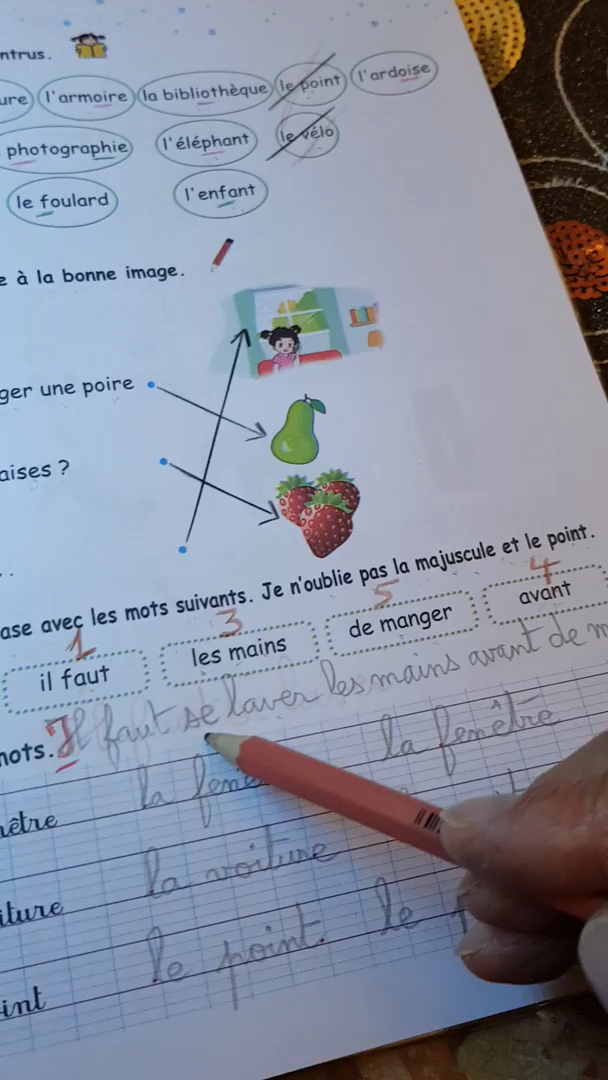 ntrus.
ure l'armoire la bibliothèque le point l'ardoise
photographie l'éléphant le vélo
le foulard l'enfant
e à la bonne image.
ger une poire
aises ?
ase avec les mots suivants. Je n'oublie pas la majuscule et le point.
1 3 5 4
il faut les mains de manger avant
Il faut se laver les mains avant de m
nots.
nêtre la fenê la fenêtre
iture la voiture
int le point. le